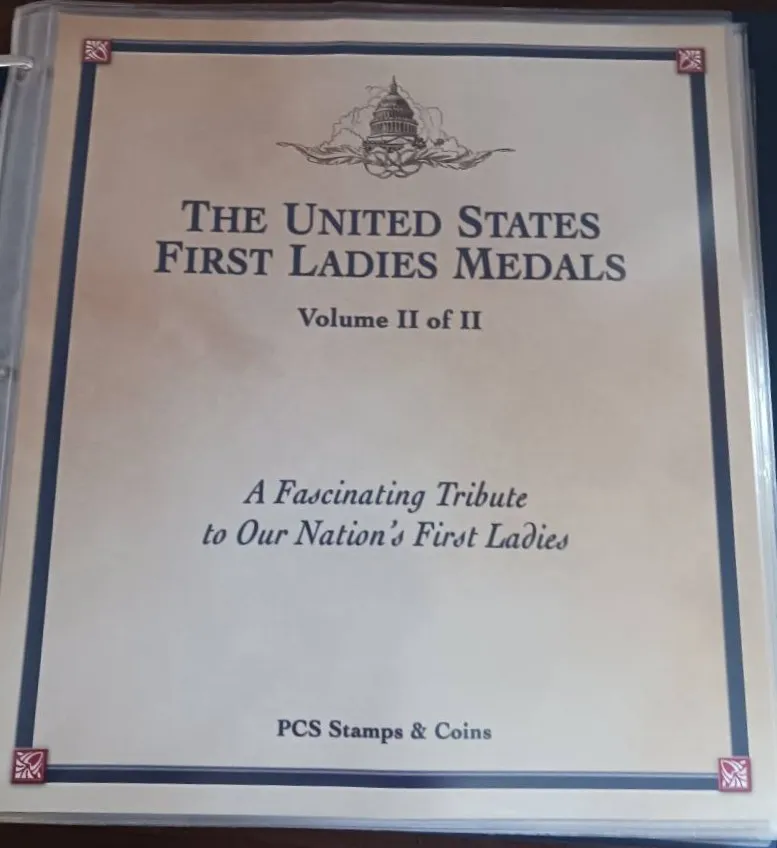 THE UNITED STATES
FIRST LADIES MEDALS
Volume II of II
A Fascinating Tribute
to Our Nation's First Ladies
PCS Stamps & Coins